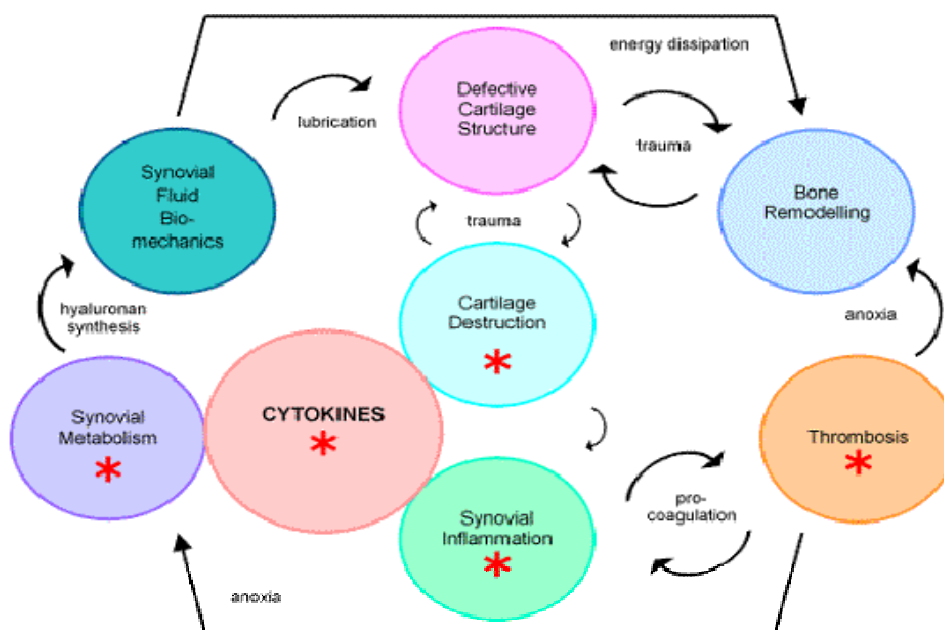 energy dissipation
lubrication
Defective
Cartilage
Structure
trauma
Synovial
Fluid
Bio-
mechanics
Bone
Remodelling
trauma
hyaluronan
synthesis
Cartilage
Destruction
*
anoxia
Synovial
Metabolism
*
CYTOKINES
*
Thrombosis
*
Synovial
Inflammation
*
pro-
coagulation
anoxia